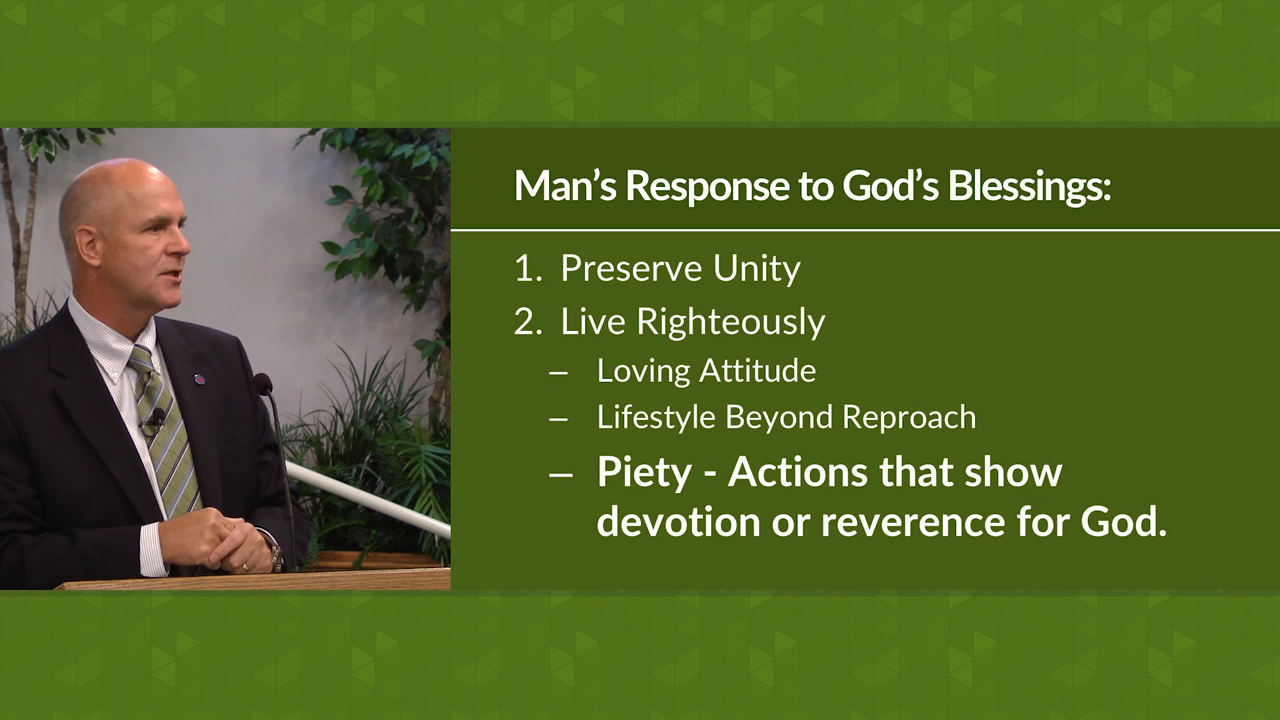 Man’s Response to God’s Blessings:
1. Preserve Unity
2. Live Righteously
– Loving Attitude
– Lifestyle Beyond Reproach
– Piety - Actions that show
devotion or reverence for God.